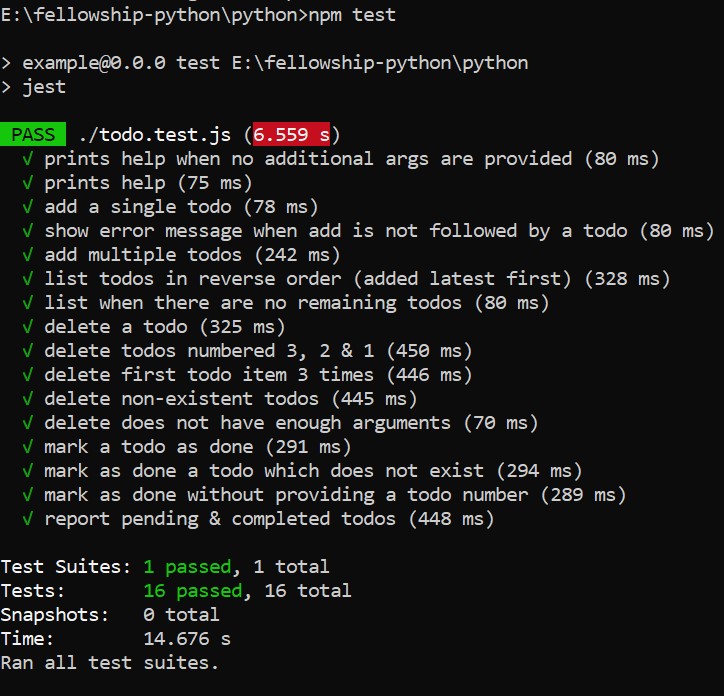 E:\fellowship-python\python>npm test
> example@0.0.0 test E:\fellowship-python\python
> jest
PASS ./todo.test.js (6.559 s)
√ prints help when no additional args are provided (80 ms)
√ prints help (75 ms)
√ add a single todo (78 ms)
√ show error message when add is not followed by a todo (80 ms)
√ add multiple todos (242 ms)
√ list todos in reverse order (added latest first) (328 ms)
√ list when there are no remaining todos (80 ms)
√ delete a todo (325 ms)
√ delete todos numbered 3, 2 & 1 (450 ms)
√ delete first todo item 3 times (446 ms)
√ delete non-existent todos (445 ms)
√ delete does not have enough arguments (70 ms)
√ mark a todo as done (291 ms)
√ mark as done a todo which does not exist (294 ms)
√ mark as done without providing a todo number (289 ms)
√ report pending & completed todos (448 ms)
Test Suites: 1 passed, 1 total
Tests: 16 passed, 16 total
Snapshots: 0 total
Time: 14.676 s
Ran all test suites.